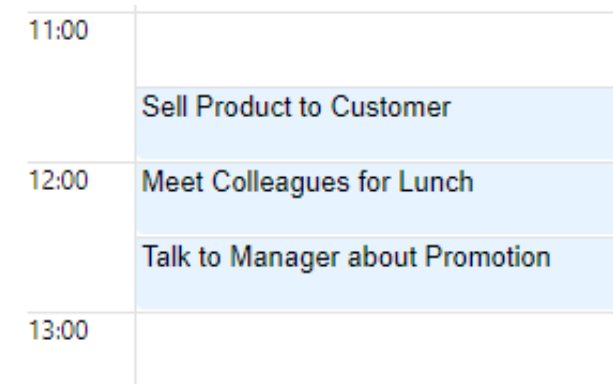 11:00
Sell Product to Customer
12:00 Meet Colleagues for Lunch
Talk to Manager about Promotion
13:00